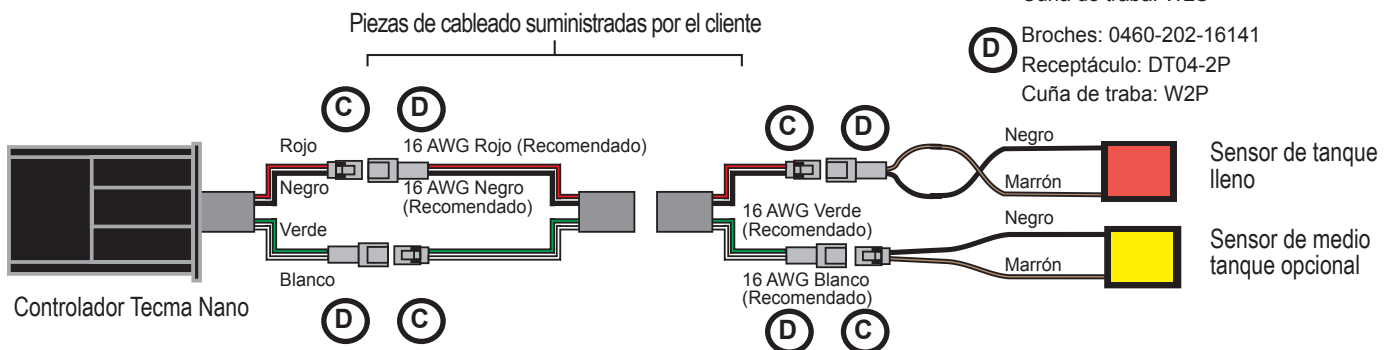 Piezas de cableado suministradas por el cliente
D
Broches: 0460-202-16141
Receptáculo: DT04-2P
Cuña de traba: W2P
C
D
Rojo
16 AWG Rojo (Recomendado)
Negro
16 AWG Negro
(Recomendado)
Verde
Blanco
D
C
Controlador Tecma Nano
C
D
Negro
Marrón
Sensor de tanque
lleno
16 AWG Verde
(Recomendado)
Negro
Marrón
Sensor de medio
tanque opcional
16 AWG Blanco
(Recomendado)
D
C